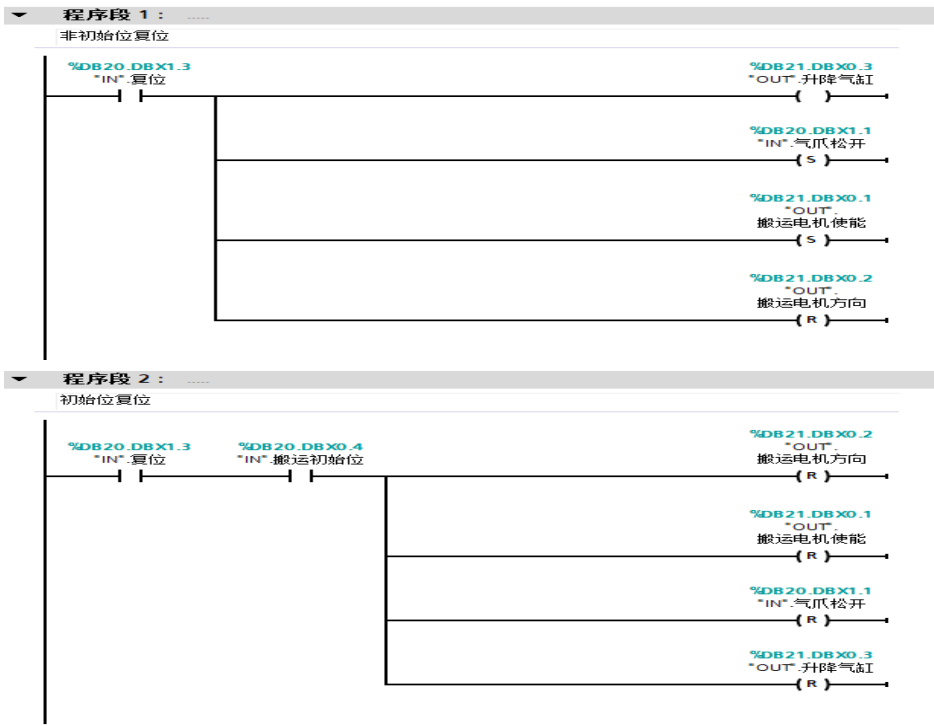 程序段 1： .....
非初始位复位
%DB20.DBX1.3
"IN".复位
%DB21.DBX0.3
"OUT".升降气缸
( )
%DB20.DBX1.1
"IN".气爪松开
( S )
%DB21.DBX0.1
"OUT".
搬运电机使能
( S )
%DB21.DBX0.2
"OUT".
搬运电机方向
( R )
程序段 2： .....
初始位复位
%DB20.DBX1.3
"IN".复位
%DB20.DBX0.4
"IN".搬运初始位
%DB21.DBX0.2
"OUT".
搬运电机方向
( R )
%DB21.DBX0.1
"OUT".
搬运电机使能
( R )
%DB20.DBX1.1
"IN".气爪松开
( R )
%DB21.DBX0.3
"OUT".升降气缸
( R )